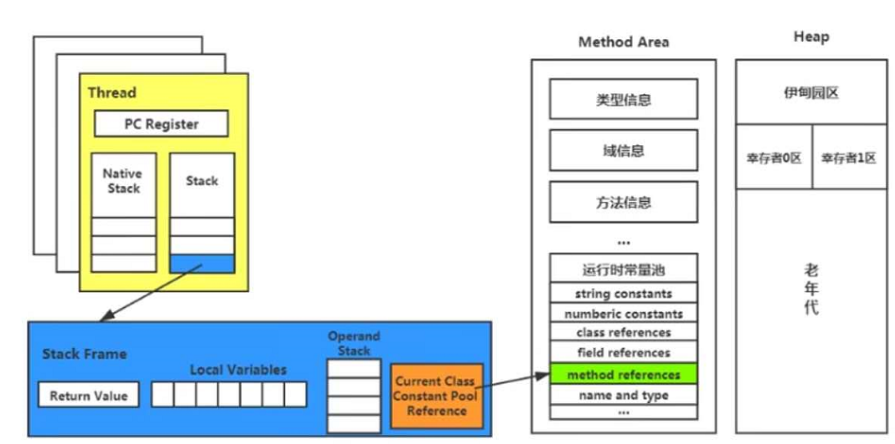 Thread
PC Register
Native
Stack
Stack
Stack Frame
Return Value
Local Variables
Operand
Stack
Current Class
Constant Pool
Reference
Method Area
类型信息
域信息
方法信息
...
运行时常量池
string constants
numberic constants
class references
field references
method references
name and type
...
Heap
伊甸园区
幸存者0区
幸存者1区
老
年
代